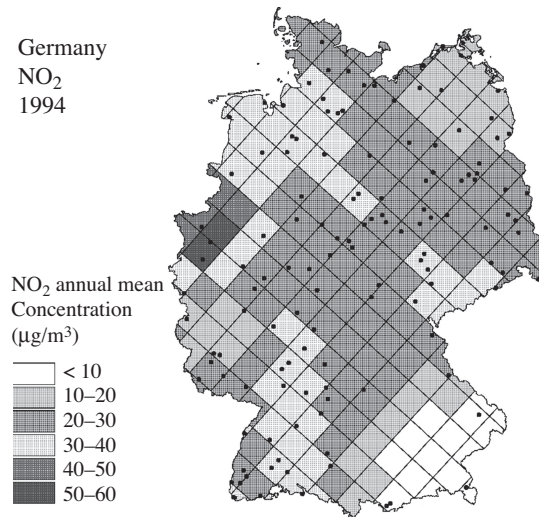 Germany
NO₂
1994
NO₂ annual mean
Concentration
(μg/m³)
< 10
10–20
20–30
30–40
40–50
50–60